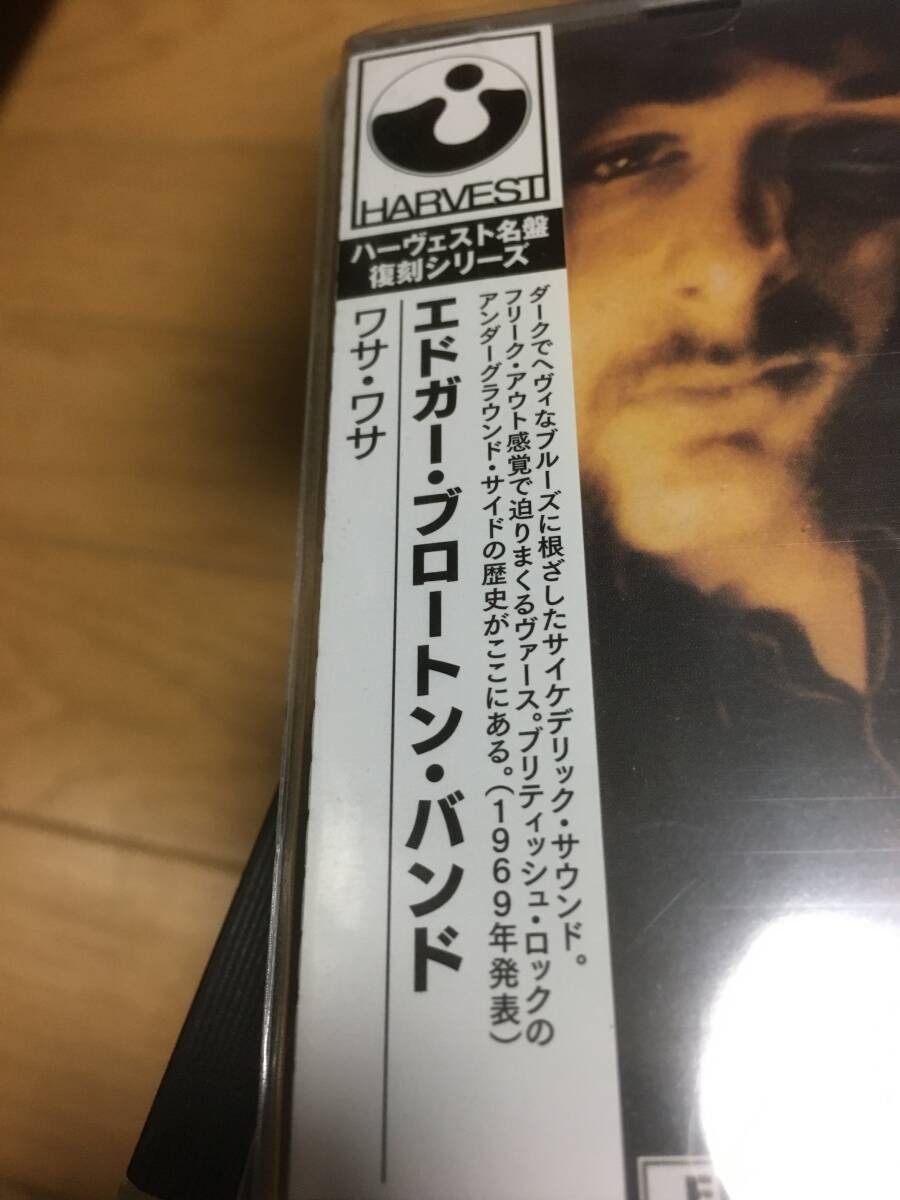 HARVEST
ハーヴェスト名盤
復刻シリーズ
ダークでヘヴィなブルーズに根ざしたサイケデリック・サウンド。
フリーク・アウト感覚で迫りまくるヴァース。ブリティッシュ・ロックの
アンダーグラウンド・サイドの歴史がここにある。(1969年発表)
エドガー・ブロートン・バンド
ワサ・ワサ